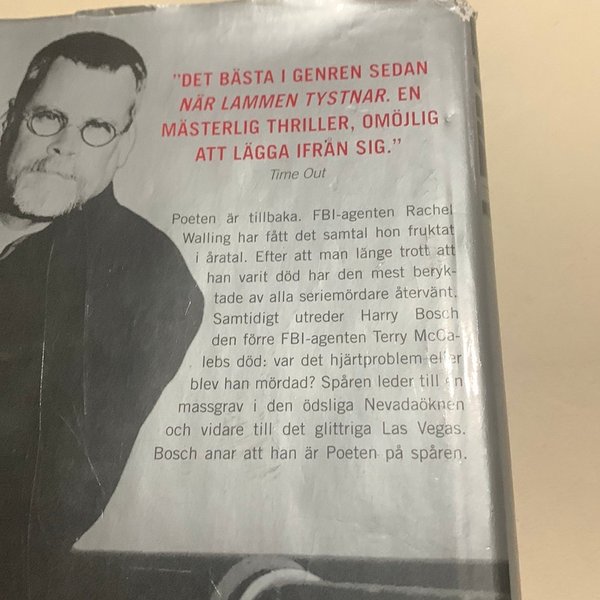 "DET BÄSTA I GENREN SEDAN
NÄR LAMMEN TYSTNAR. EN
MÄSTERLIG THRILLER, OMÖJLIG
ATT LÄGGA IFRÅN SIG."
Time Out
Poeten är tillbaka. FBI-agenten Rachel
Walling har fått det samtal hon fruktat
i åratal. Efter att man länge trott att
han varit död har den mest beryk-
tade av alla seriemördare återvänt.
Samtidigt utreder Harry Bosch
den förre FBI-agenten Terry McCa-
lebs död: var det hjärtproblem eller
blev han mördad? Spåren leder till en
massgrav i den ödsliga Nevadaöknen
och vidare till det glittriga Las Vegas.
Bosch anar att han är Poeten på spåren.